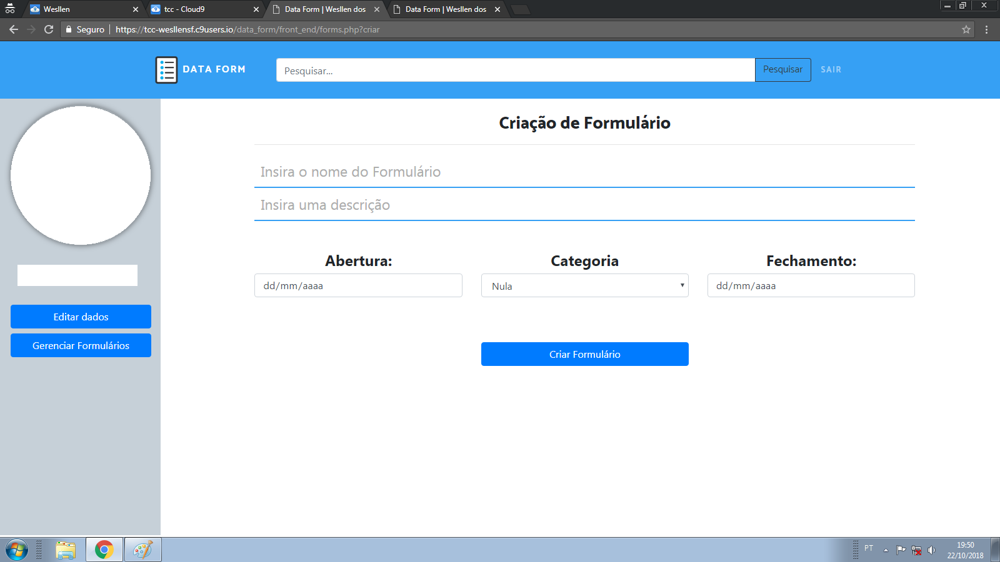 Wesllen
tcc - Cloud9
Data Form | Wesllen dos
Data Form | Wesllen dos
Seguro
https://tcc-wesllensf.c9users.io/data_form/front_end/forms.php?criar
DATA FORM
Pesquisar...
Pesquisar
SAIR
Criação de Formulário
Insira o nome do Formulário
Insira uma descrição
Abertura:
Categoria
Fechamento:
dd/mm/aaaa
Nula
dd/mm/aaaa
Editar dados
Gerenciar Formulários
Criar Formulário
PT
19:50
22/10/2018